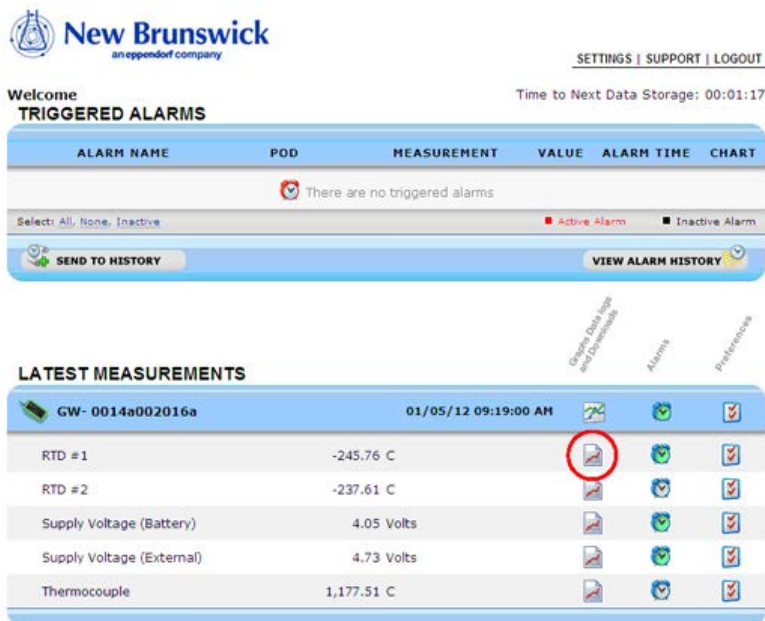 New Brunswick
an eppendorf company
SETTINGS | SUPPORT | LOGOUT
Welcome
Time to Next Data Storage: 00:01:17
TRIGGERED ALARMS
ALARM NAME POD MEASUREMENT VALUE ALARM TIME CHART
There are no triggered alarms
Select: All, None, Inactive Active Alarm Inactive Alarm
SEND TO HISTORY VIEW ALARM HISTORY
Graphs Data logs
and Downloads
Alarms
Preferences
LATEST MEASUREMENTS
GW- 0014a002016a 01/05/12 09:19:00 AM
RTD #1 -245.76 C
RTD #2 -237.61 C
Supply Voltage (Battery) 4.05 Volts
Supply Voltage (External) 4.73 Volts
Thermocouple 1,177.51 C